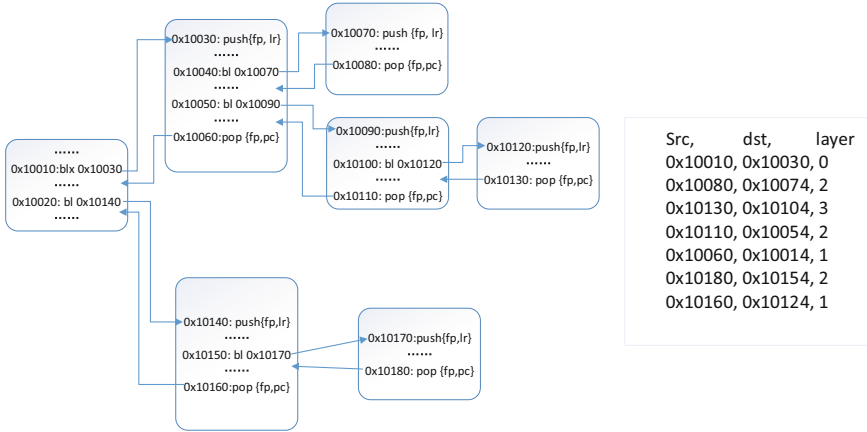 ......
0x10010:blx 0x10030
......
0x10020: bl 0x10140
......
0x10030: push{fp, lr}
......
0x10040:bl 0x10070
......
0x10050: bl 0x10090
......
0x10060:pop {fp,pc}
0x10070: push {fp, lr}
......
0x10080: pop {fp,pc}
0x10090:push{fp,lr}
......
0x10100: bl 0x10120
......
0x10110: pop {fp,pc}
0x10120:push{fp,lr}
......
0x10130: pop {fp,pc}
0x10140: push{fp,lr}
......
0x10150: bl 0x10170
......
0x10160:pop {fp,pc}
0x10170:push{fp,lr}
......
0x10180: pop {fp,pc}
Src, dst, layer
0x10010, 0x10030, 0
0x10080, 0x10074, 2
0x10130, 0x10104, 3
0x10110, 0x10054, 2
0x10060, 0x10014, 1
0x10180, 0x10154, 2
0x10160, 0x10124, 1